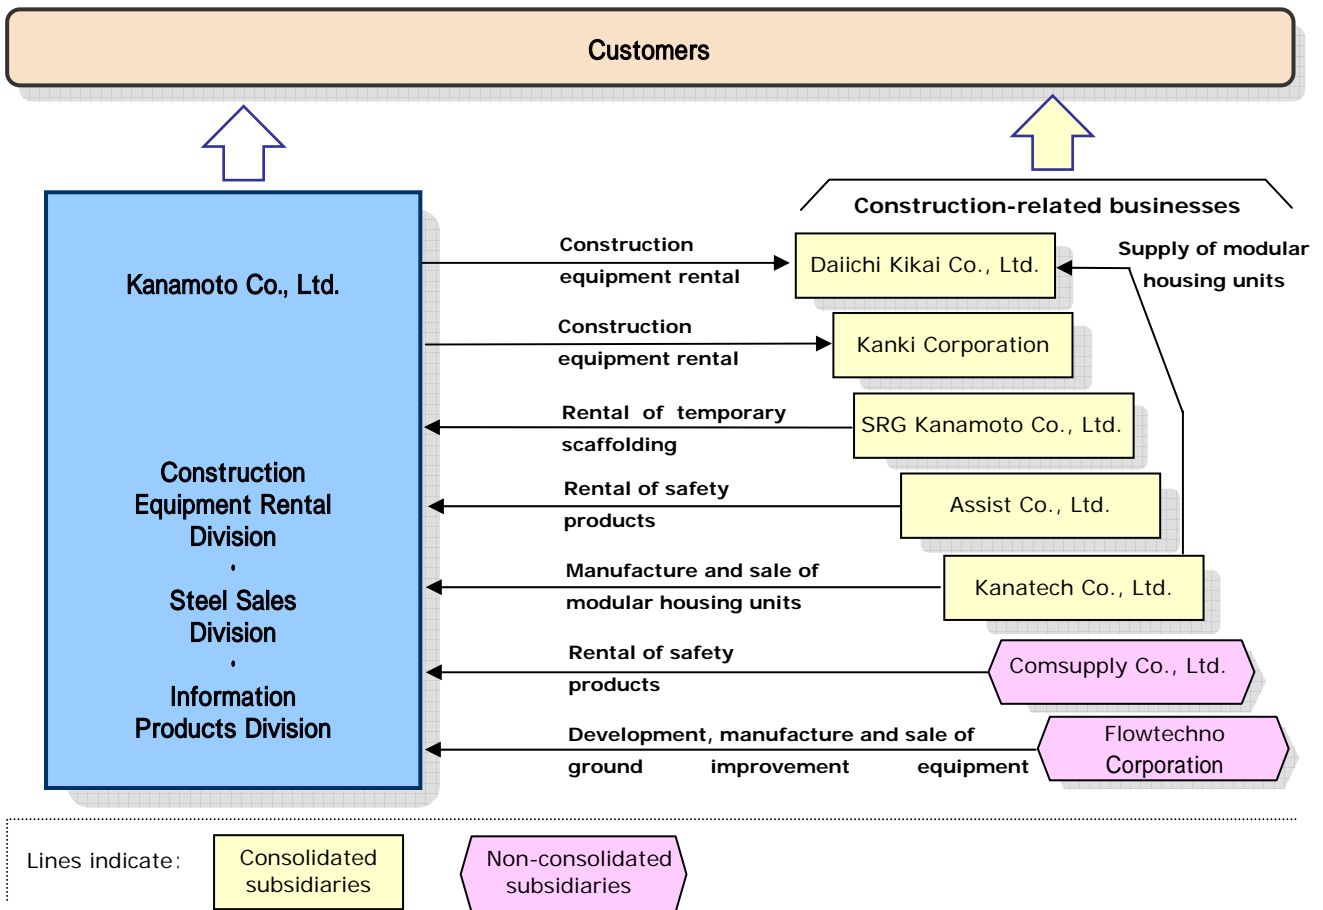 Customers
Construction-related businesses
Kanamoto Co., Ltd.
Construction
Equipment Rental
Division
・
Steel Sales
Division
・
Information
Products Division
Construction
equipment rental
Daiichi Kikai Co., Ltd.
Supply of modular
housing units
Construction
equipment rental
Kanki Corporation
Rental of temporary
scaffolding
SRG Kanamoto Co., Ltd.
Rental of safety
products
Assist Co., Ltd.
Manufacture and sale of
modular housing units
Kanatech Co., Ltd.
Rental of safety
products
Comsupply Co., Ltd.
Development, manufacture and sale of
ground improvement equipment
Flowtechno
Corporation
Lines indicate:
Consolidated
subsidiaries
Non-consolidated
subsidiaries